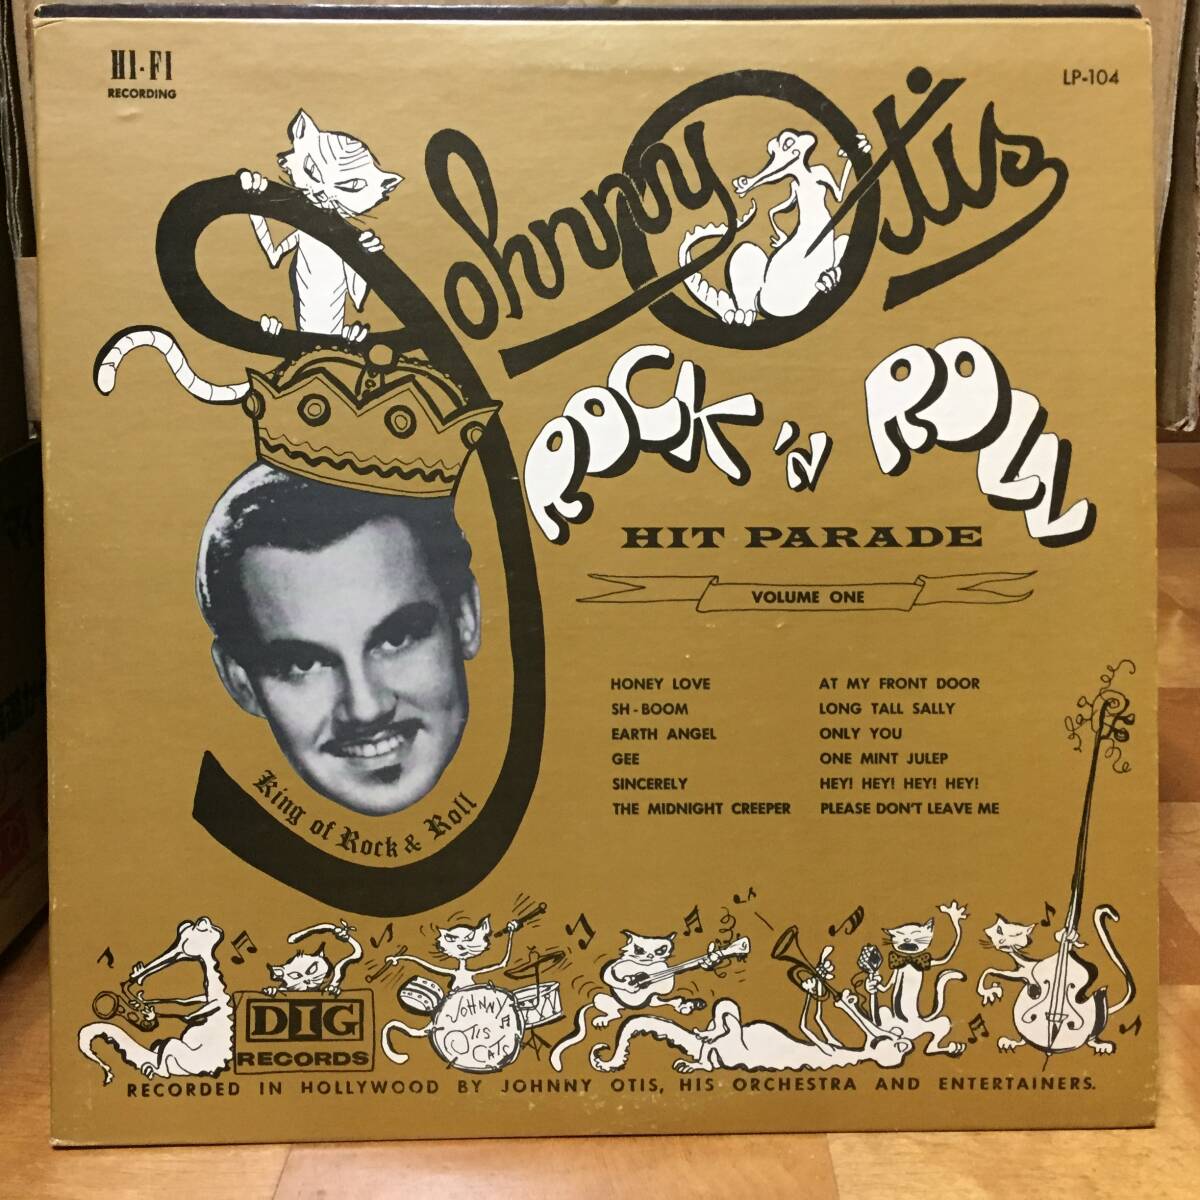 HI-FI
RECORDING
LP-104
Johnny Otis
ROCK 'N ROLL
HIT PARADE
VOLUME ONE
HONEY LOVE
SH-BOOM
EARTH ANGEL
GEE
SINCERELY
THE MIDNIGHT CREEPER
AT MY FRONT DOOR
LONG TALL SALLY
ONLY YOU
ONE MINT JULEP
HEY! HEY! HEY! HEY!
PLEASE DON'T LEAVE ME
King of Rock & Roll
DIG
RECORDS
JOHNNY
OTIS
CATS
RECORDED IN HOLLYWOOD BY JOHNNY OTIS, HIS ORCHESTRA AND ENTERTAINERS.